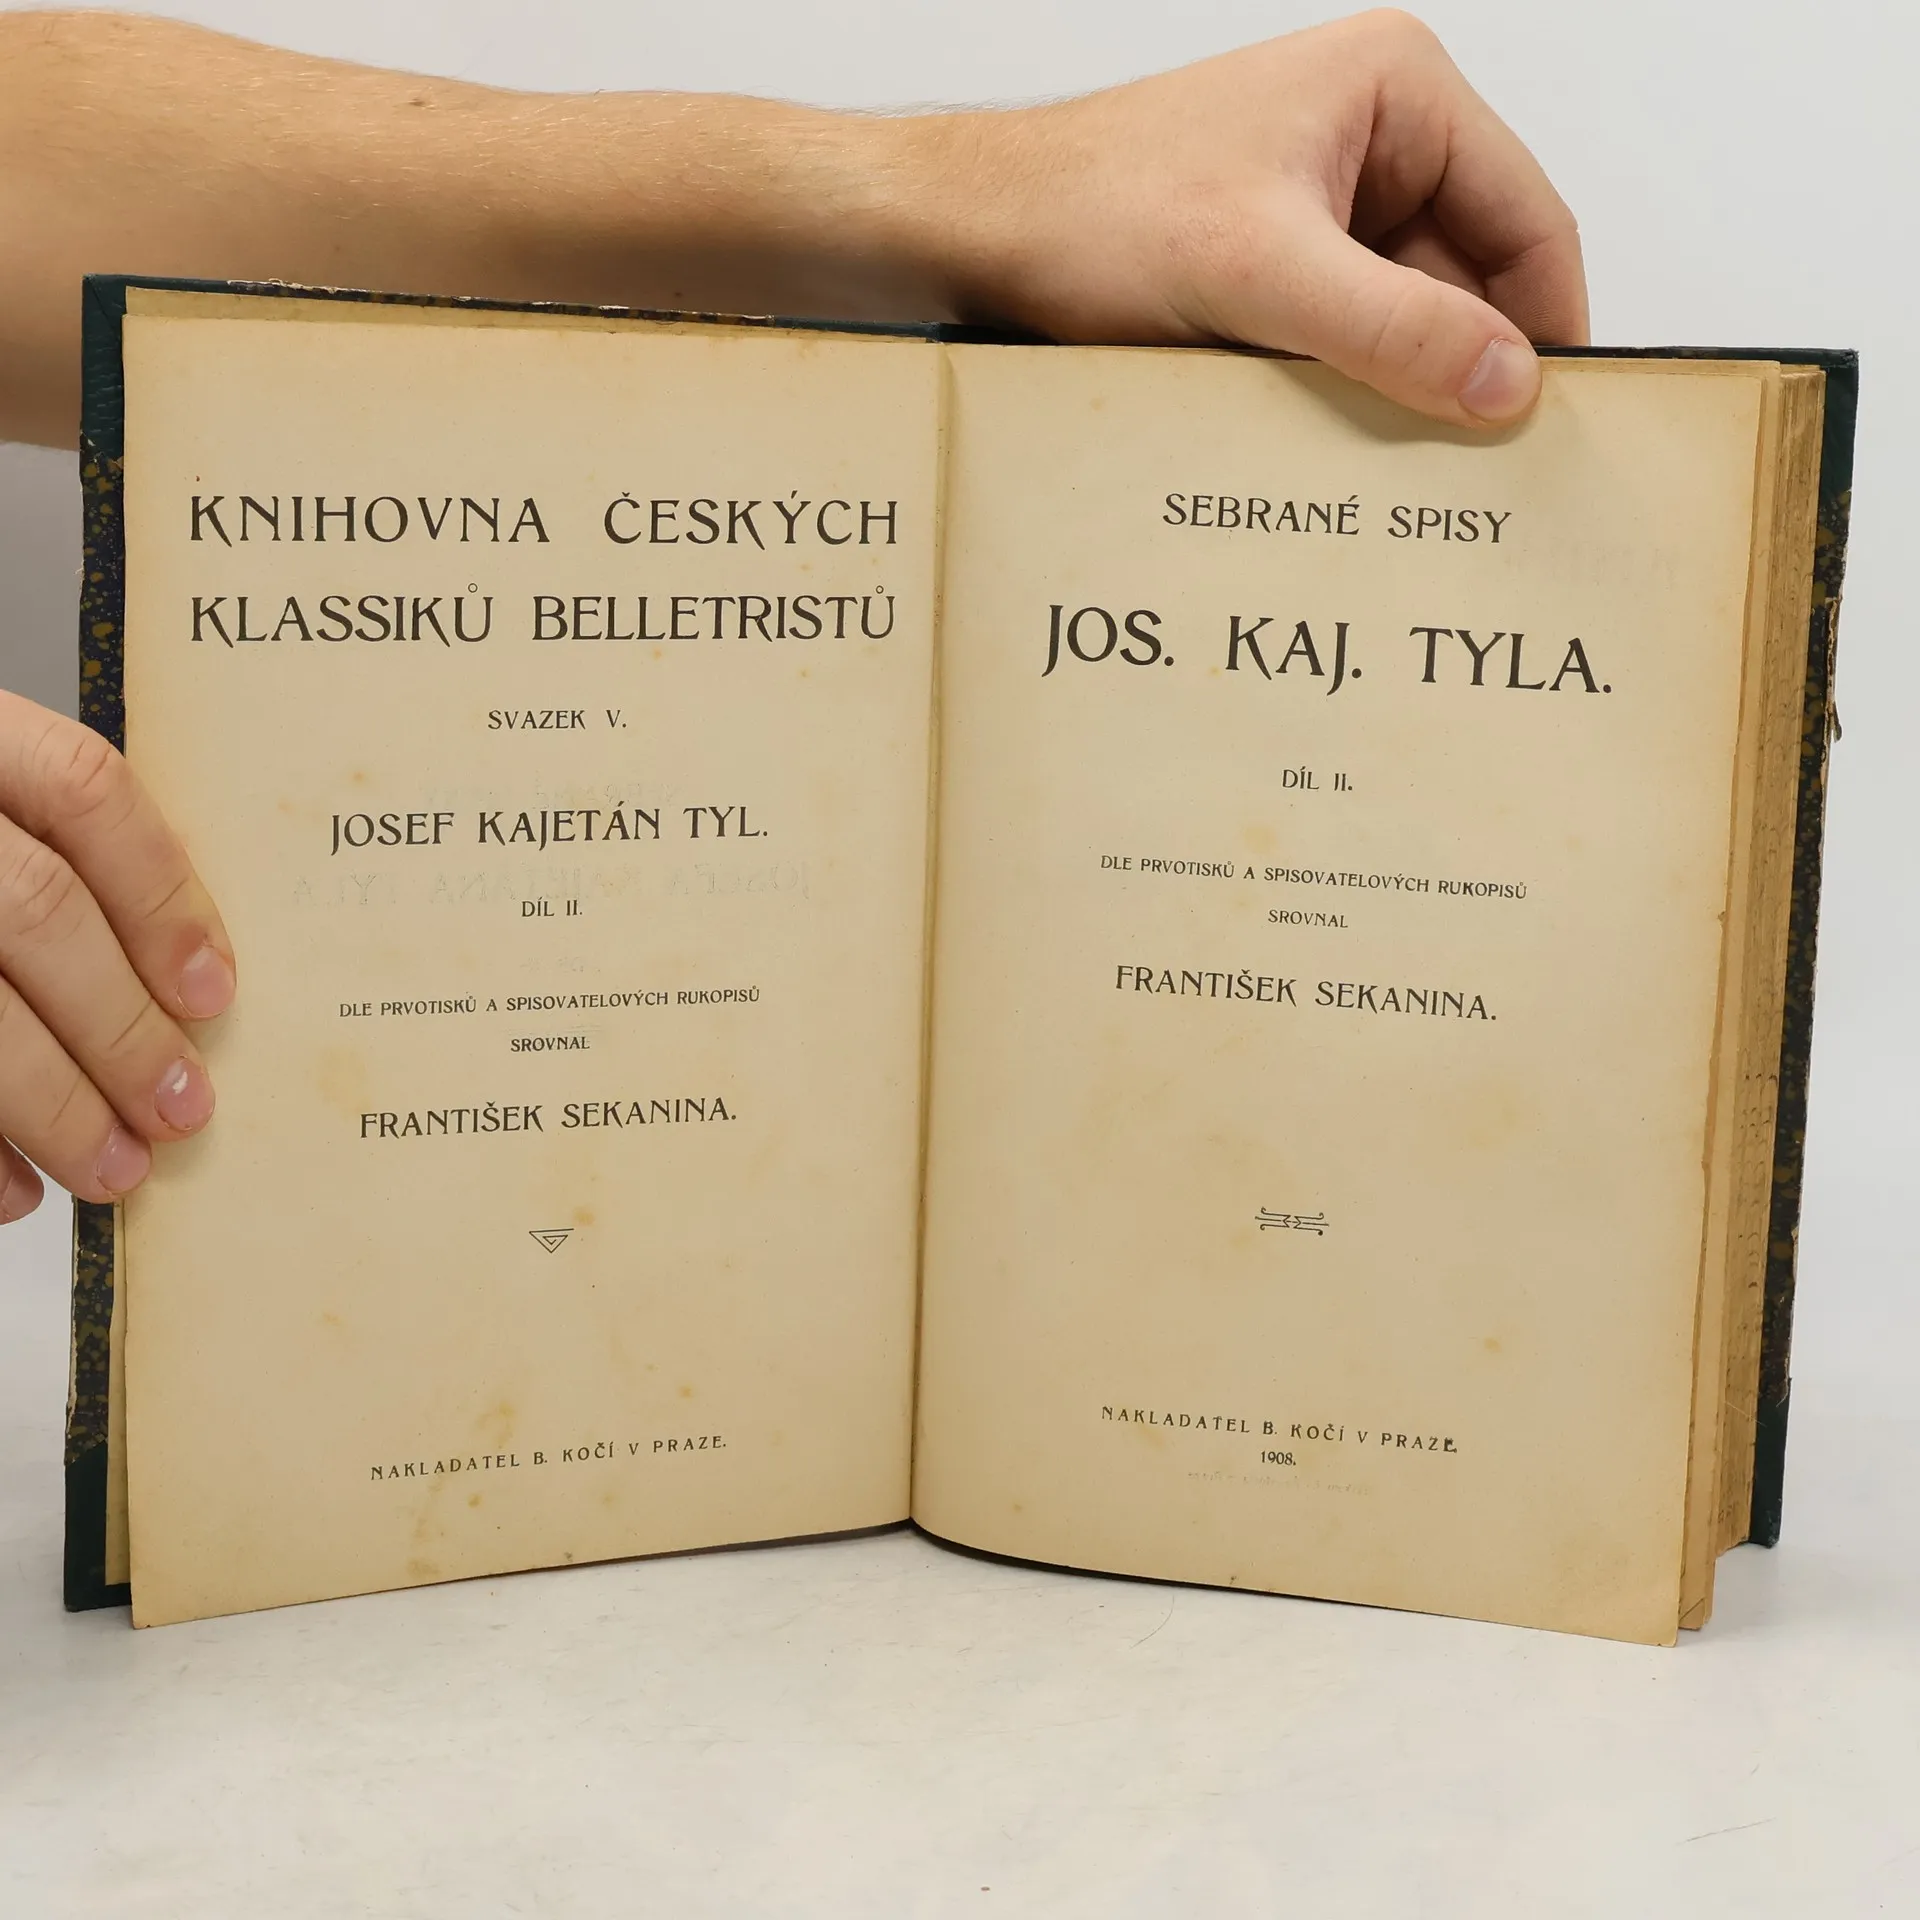 KNIHOVNA ČESKÝCH
KLASSIKŮ BELLETRISTŮ
SVAZEK V.
JOSEF KAJETÁN TYL.
DÍL II.
DLE PRVOTISKŮ A SPISOVATELOVÝCH RUKOPISŮ
SROVNAL
FRANTIŠEK SEKANINA.
NAKLADATEL B. KOČÍ V PRAZE.
SEBRANÉ SPISY
JOS. KAJ. TYLA.
DÍL II.
DLE PRVOTISKŮ A SPISOVATELOVÝCH RUKOPISŮ
SROVNAL
FRANTIŠEK SEKANINA.
NAKLADATEL B. KOČÍ V PRAZE.
1908.